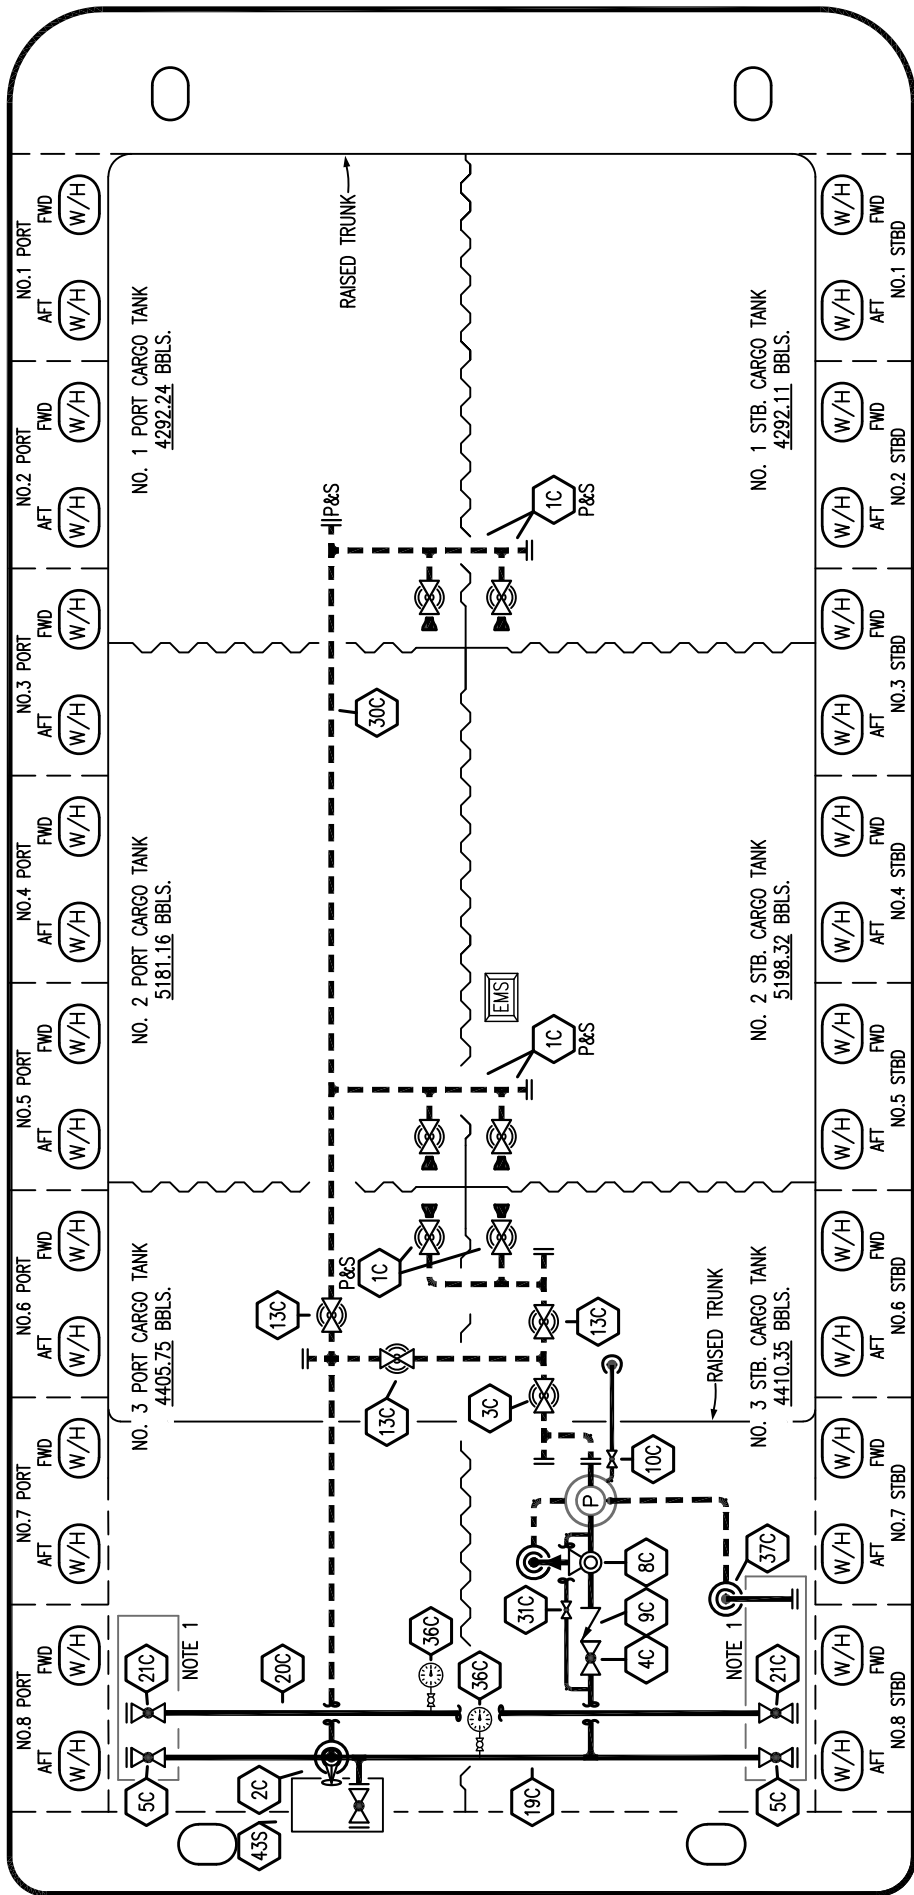 NO.1 PORT
AFT
FWD
W/H
W/H
NO.2 PORT
AFT
FWD
W/H
W/H
NO.3 PORT
AFT
FWD
W/H
W/H
NO.4 PORT
AFT
FWD
W/H
W/H
NO.5 PORT
AFT
FWD
W/H
W/H
NO.6 PORT
AFT
FWD
W/H
W/H
NO.7 PORT
AFT
FWD
W/H
W/H
NO.8 PORT
AFT
FWD
W/H
W/H
NO. 1 PORT CARGO TANK
4292.24 BBLS.
RAISED TRUNK
NO. 2 PORT CARGO TANK
5181.16 BBLS.
NO. 3 PORT CARGO TANK
4405.75 BBLS.
P&S
1C
P&S
30C
EMS
1C
P&S
P&S
1C
13C
13C
13C
3C
10C
P
37C
8C
31C
9C
4C
36C
36C
20C
21C
NOTE 1
5C
2C
43S
19C
NOTE 1
21C
5C
RAISED TRUNK
NO. 1 STB. CARGO TANK
4292.11 BBLS.
NO. 2 STB. CARGO TANK
5198.32 BBLS.
NO. 3 STB. CARGO TANK
4410.35 BBLS.
W/H
W/H
AFT
FWD
NO.1 STBD
W/H
W/H
AFT
FWD
NO.2 STBD
W/H
W/H
AFT
FWD
NO.3 STBD
W/H
W/H
AFT
FWD
NO.4 STBD
W/H
W/H
AFT
FWD
NO.5 STBD
W/H
W/H
AFT
FWD
NO.6 STBD
W/H
W/H
AFT
FWD
NO.7 STBD
W/H
W/H
AFT
FWD
NO.8 STBD